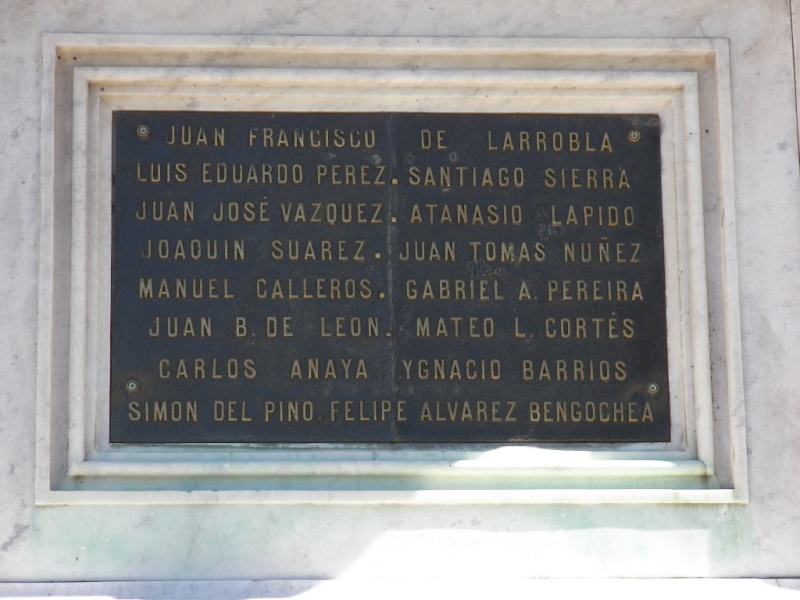 JUAN FRANCISCO DE LARROBLA
LUIS EDUARDO PEREZ. SANTIAGO SIERRA
JUAN JOSÉ VAZQUEZ. ATANASIO LAPIDO
JOAQUIN SUAREZ. JUAN TOMAS NUÑEZ
MANUEL CALLEROS. GABRIEL A. PEREIRA
JUAN B. DE LEON. MATEO L. CORTÉS
CARLOS ANAYA YGNACIO BARRIOS
SIMON DEL PINO. FELIPE ALVAREZ BENGOCHEA